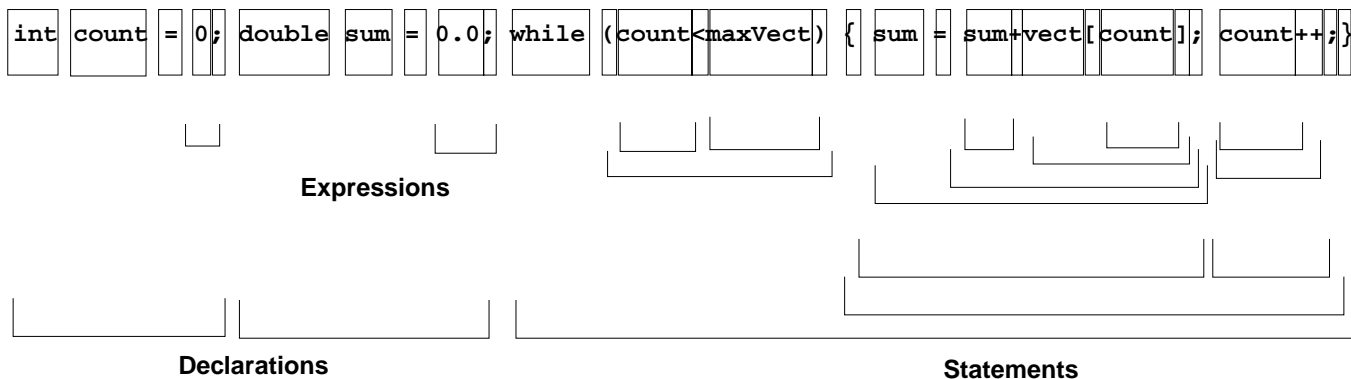 int count = 0; double sum = 0.0; while (count<maxVect) { sum = sum+vect[count]; count++;}
Expressions
Declarations Statements